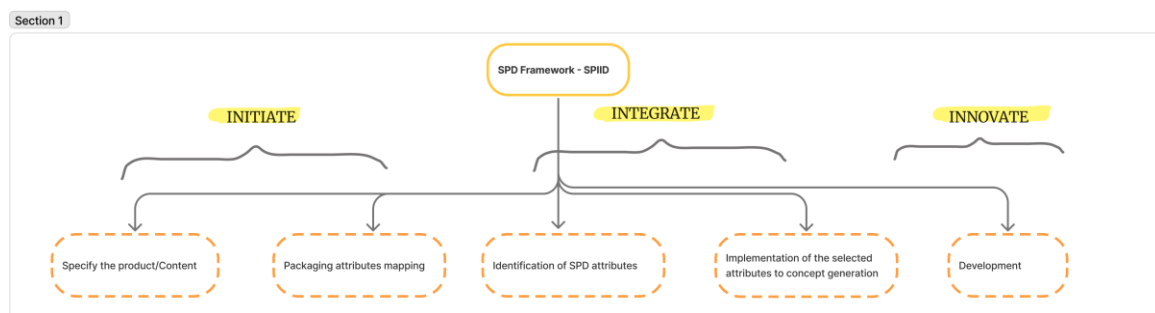 Section 1
SPD Framework - SPIID
INITIATE
INTEGRATE
INNOVATE
Specify the product/Content
Packaging attributes mapping
Identification of SPD attributes
Implementation of the selected
attributes to concept generation
Development